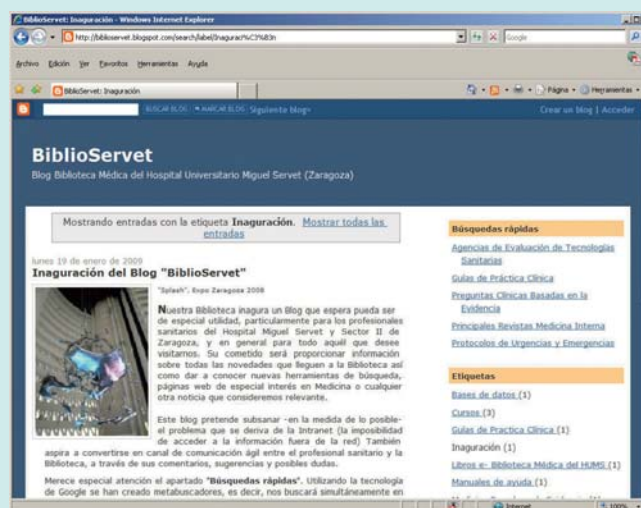 BiblioServet: Inaguración - Windows Internet Explorer
http://biblioservet.blogspot.com/search/label/Inaguraci%C3%B3n
Google
Archivo Edición Ver Favoritos Herramientas Ayuda
BiblioServet: Inaguración
Página Herramientas
BUSCAR BLOG MARCAR BLOG Siguiente blog»
Crear un blog | Acceder
BiblioServet
Blog Biblioteca Médica del Hospital Universitario Miguel Servet (Zaragoza)
Mostrando entradas con la etiqueta Inaguración. Mostrar todas las
entradas
lunes 19 de enero de 2009
Inaguración del Blog "BiblioServet"
"Splash", Expo Zaragoza 2008
Nuestra Biblioteca inagura un Blog que espera pueda ser
de especial utilidad, particularmente para los profesionales
sanitarios del Hospital Miguel Servet y Sector II de
Zaragoza, y en general para todo aquél que desee
visitarnos. Su cometido será proporcionar información
sobre todas las novedades que lleguen a la Biblioteca así
como dar a conocer nuevas herramientas de búsqueda,
páginas web de especial interés en Medicina o cualquier
otra noticia que consideremos relevante.
Este blog pretende subsanar -en la medida de lo posible-
el problema que se deriva de la Intranet (la imposibilidad
de acceder a la información fuera de la red) También
aspira a convertirse en canal de comunicación ágil entre el profesional sanitario y la
Biblioteca, a través de sus comentarios, sugerencias y posibles dudas.
Merece especial atención el apartado "Búsquedas rápidas". Utilizando la tecnología
de Google se han creado metabuscadores, es decir, nos buscará simultáneamente en
Búsquedas rápidas
Agencias de Evaluación de Tecnologías
Sanitarias
Guías de Práctica Clínica
Preguntas Clínicas Basadas en la
Evidencia
Principales Revistas Medicina Interna
Protocolos de Urgencias y Emergencias
Etiquetas
Bases de datos (1)
Cursos (3)
Guías de Practica Clínica (1)
Inaguración (1)
Libros e- Biblioteca Médica del HUMS (1)
Manuales de ayuda (1)
Internet
100%